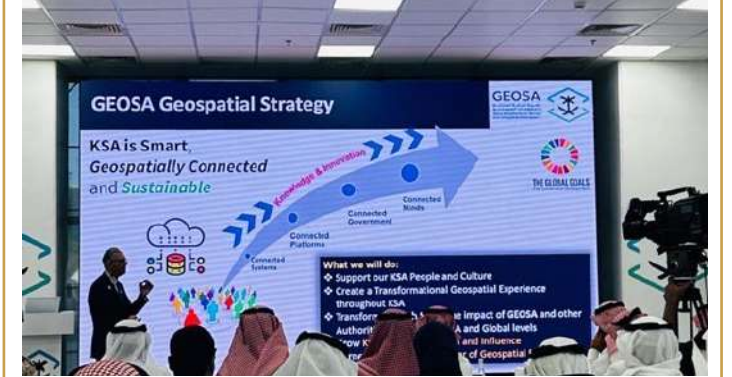 GEOSA Geospatial Strategy
GEOSA
KSA is Smart,
Geospatially Connected
and Sustainable
Knowledge & Innovation
THE GLOBAL GOALS
Connected
Minds
Connected
Government
Connected
Platforms
Connected
Systems
What we will do:
❖ Support our KSA People and Culture
❖ Create a Transformational Geospatial Experience
throughout KSA
❖ Transform impact of GEOSA and other
and Global levels
and Influence
of Geospatial